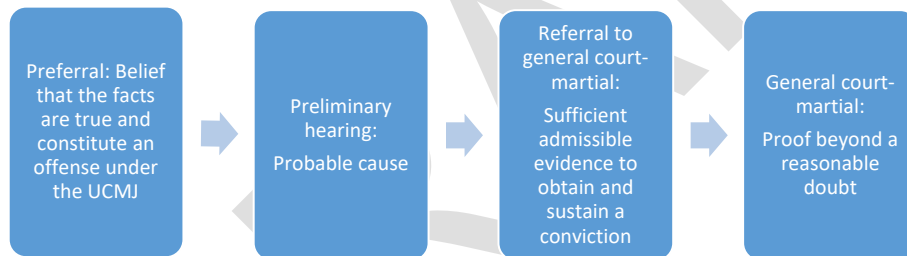 Preferral: Belief
that the facts
are true and
constitute an
offense under
the UCMJ
Preliminary
hearing:
Probable cause
Referral to
general court-
martial:
Sufficient
admissible
evidence to
obtain and
sustain a
conviction
General court-
martial:
Proof beyond a
reasonable
doubt